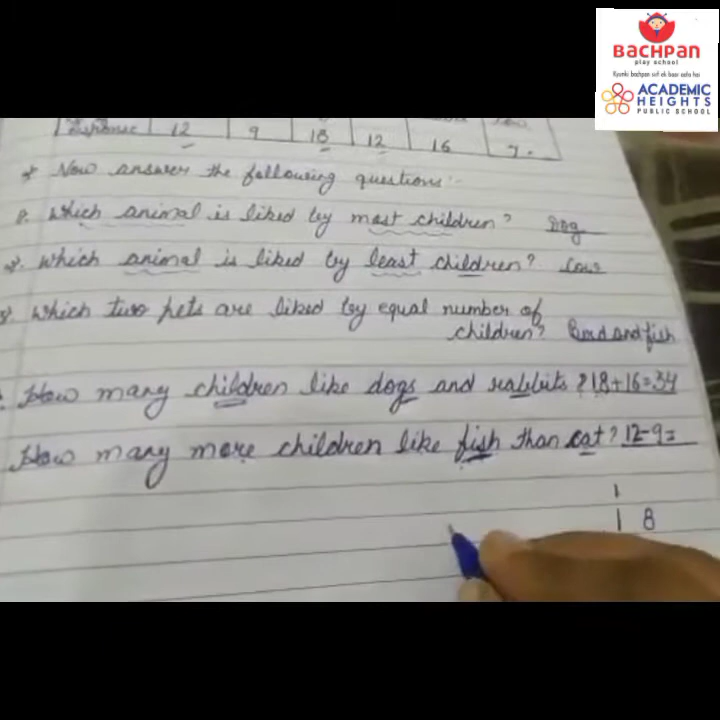 BACHPAN
play school
Kyunki bachpan sirf ek baar aata hai
ACADEMIC
HEIGHTS
PUBLIC SCHOOL
12 9 18 12 16 7.
* Now answer the following questions:-
which animal is liked by most children? Dog
which animal is liked by least children? Cow
which two pets are liked by equal number of
children? Bird and fish
How many children like dogs and rabbits? 18+16=34
How many more children like fish than cat? 12-9=
1
1 8